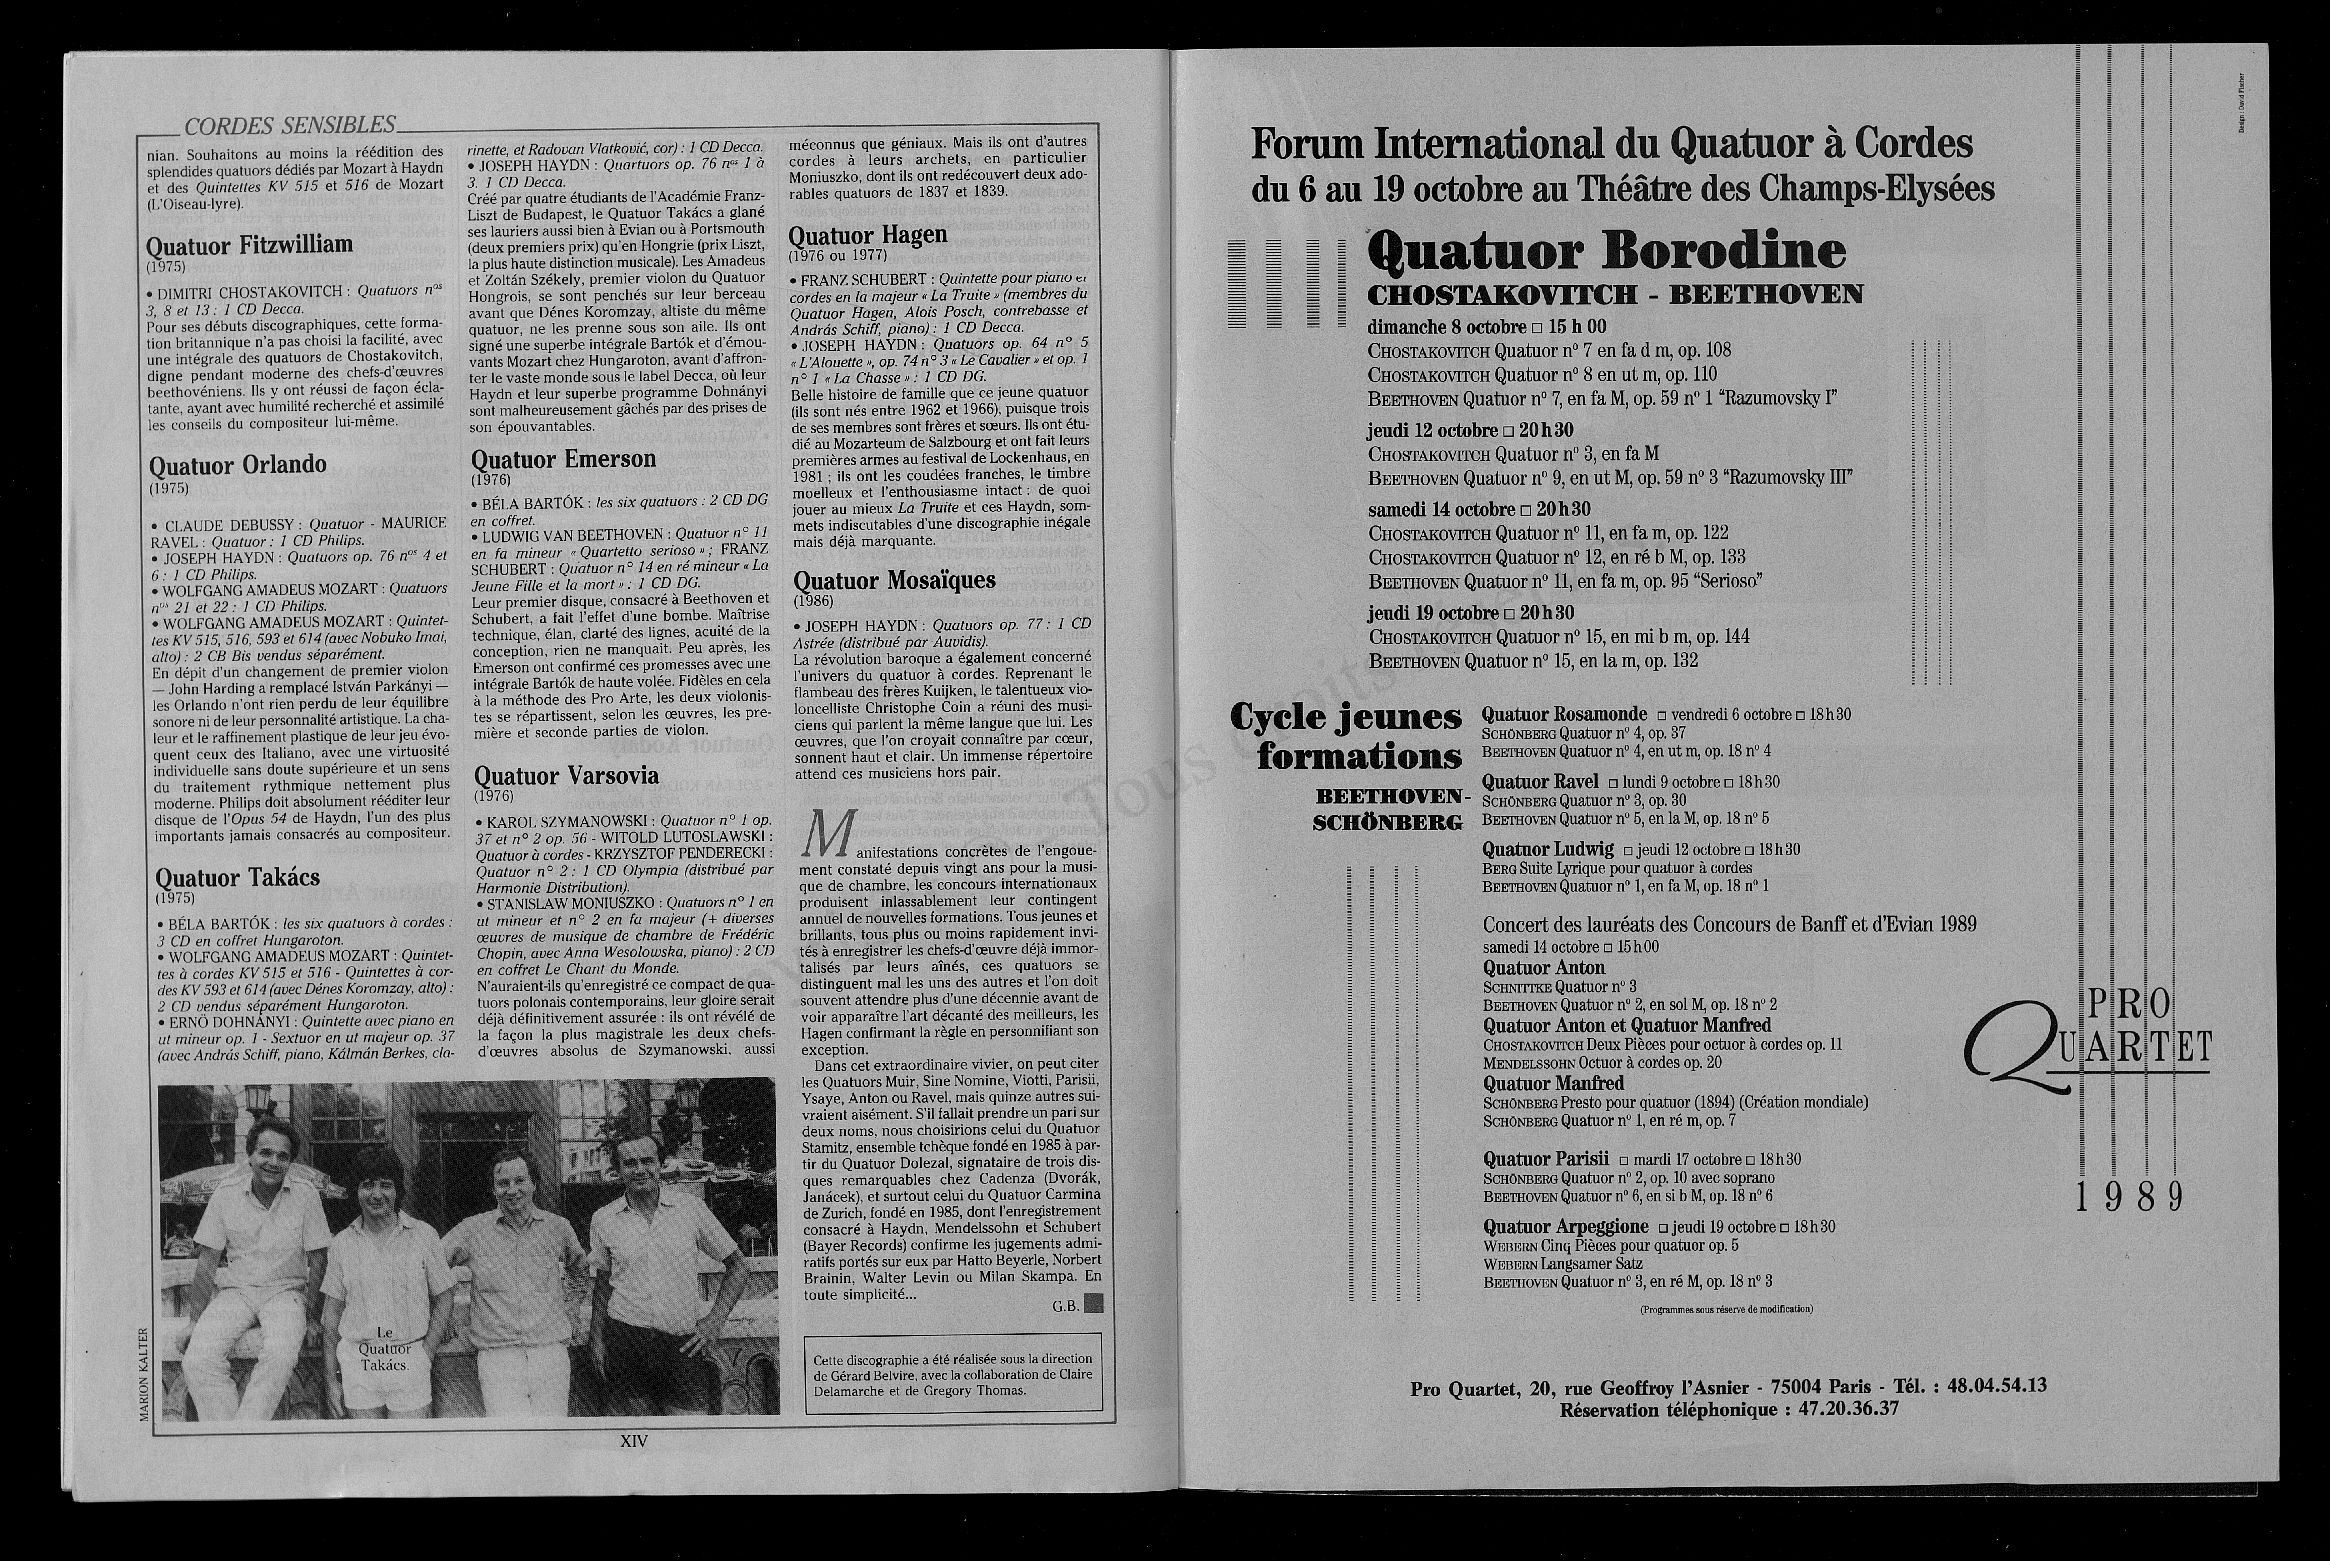 CORDES SENSIBLES
nian. Souhaitons au moins la réédition des
splendides quatuors dédiés par Mozart à Haydn
et des Quintettes KV 515 et 516 de Mozart
(L'Oiseau-lyre).
Quatuor Fitzwilliam
(1975)
• DIMITRI CHOSTAKOVITCH : Quatuors nos
3, 8 et 13 : 1 CD Decca.
Pour ses débuts discographiques, cette forma-
tion britannique n'a pas choisi la facilité, avec
une intégrale des quatuors de Chostakovitch,
digne pendant moderne des chefs-d'œuvres
beethovéniens. Ils y ont réussi de façon écla-
tante, ayant avec humilité recherché et assimilé
les conseils du compositeur lui-même.
Quatuor Orlando
(1975)
• CLAUDE DEBUSSY : Quatuor - MAURICE
RAVEL : Quatuor : 1 CD Philips.
• JOSEPH HAYDN : Quatuors op. 76 nos 4 et
6 : 1 CD Philips.
• WOLFGANG AMADEUS MOZART : Quatuors
nos 21 et 22 : 1 CD Philips.
• WOLFGANG AMADEUS MOZART : Quintet-
tes KV 515, 516, 593 et 614 (avec Nobuko Imai,
alto) : 2 CB Bis vendus séparément.
En dépit d'un changement de premier violon
— John Harding a remplacé István Parkányi —
les Orlando n'ont rien perdu de leur équilibre
sonore ni de leur personnalité artistique. La cha-
leur et le raffinement plastique de leur jeu évo-
quent ceux des Italiano, avec une virtuosité
individuelle sans doute supérieure et un sens
du traitement rythmique nettement plus
moderne. Philips doit absolument rééditer leur
disque de l'Opus 54 de Haydn, l'un des plus
importants jamais consacrés au compositeur.
Quatuor Takács
(1975)
• BÉLA BARTÓK : les six quatuors à cordes :
3 CD en coffret Hungaroton.
• WOLFGANG AMADEUS MOZART : Quintet-
tes à cordes KV 515 et 516 - Quintettes à cor-
des KV 593 et 614 (avec Dénes Koromzay, alto) :
2 CD vendus séparément Hungaroton.
• ERNÖ DOHNÁNYI : Quintette avec piano en
ut mineur op. 1 - Sextuor en ut majeur op. 37
(avec András Schiff, piano, Kálmán Berkes, cla-
rinette, et Radovan Vlatković, cor) : 1 CD Decca.
• JOSEPH HAYDN : Quartuors op. 76 nos 1 à
3. 1 CD Decca.
Créé par quatre étudiants de l'Académie Franz-
Liszt de Budapest, le Quatuor Takács a glané
ses lauriers aussi bien à Evian ou à Portsmouth
(deux premiers prix) qu'en Hongrie (prix Liszt,
la plus haute distinction musicale). Les Amadeus
et Zoltán Székely, premier violon du Quatuor
Hongrois, se sont penchés sur leur berceau
avant que Dénes Koromzay, altiste du même
quatuor, ne les prenne sous son aile. Ils ont
signé une superbe intégrale Bartók et d'émou-
vants Mozart chez Hungaroton, avant d'affron-
ter le vaste monde sous le label Decca, où leur
Haydn et leur superbe programme Dohnányi
sont malheureusement gâchés par des prises de
son épouvantables.
Quatuor Emerson
(1976)
• BÉLA BARTÓK : les six quatuors : 2 CD DG
en coffret.
• LUDWIG VAN BEETHOVEN : Quatuor n° 11
en fa mineur « Quartetto serioso » ; FRANZ
SCHUBERT : Quatuor n° 14 en ré mineur « La
Jeune Fille et la mort » : 1 CD DG.
Leur premier disque, consacré à Beethoven et
Schubert, a fait l'effet d'une bombe. Maîtrise
technique, élan, clarté des lignes, acuité de la
conception, rien ne manquait. Peu après, les
Emerson ont confirmé ces promesses avec une
intégrale Bartók de haute volée. Fidèles en cela
à la méthode des Pro Arte, les deux violonis-
tes se répartissent, selon les œuvres, les pre-
mière et seconde parties de violon.
Quatuor Varsovia
(1976)
• KAROL SZYMANOWSKI : Quatuor n° 1 op.
37 et n° 2 op. 56 - WITOLD LUTOSLAWSKI :
Quatuor à cordes - KRZYSZTOF PENDERECKI :
Quatuor n° 2 : 1 CD Olympia (distribué par
Harmonie Distribution).
• STANISLAW MONIUSZKO : Quatuors n° 1 en
ut mineur et n° 2 en fa majeur (+ diverses
œuvres de musique de chambre de Frédéric
Chopin, avec Anna Wesolowska, piano) : 2 CD
en coffret Le Chant du Monde.
N'auraient-ils qu'enregistré ce compact de qua-
tuors polonais contemporains, leur gloire serait
déjà définitivement assurée : ils ont révélé de
la façon la plus magistrale les deux chefs-
d'œuvres absolus de Szymanowski, aussi
méconnus que géniaux. Mais ils ont d'autres
cordes à leurs archets, en particulier
Moniuszko, dont ils ont redécouvert deux ado-
rables quatuors de 1837 et 1839.
Quatuor Hagen
(1976 ou 1977)
• FRANZ SCHUBERT : Quintette pour piano et
cordes en la majeur « La Truite » (membres du
Quatuor Hagen, Alois Posch, contrebasse et
András Schiff, piano) : 1 CD Decca.
• JOSEPH HAYDN : Quatuors op. 64 n° 5
« L'Alouette », op. 74 n° 3 « Le Cavalier » et op. 1
n° 1 « La Chasse » : 1 CD DG.
Belle histoire de famille que ce jeune quatuor
(ils sont nés entre 1962 et 1966), puisque trois
de ses membres sont frères et sœurs. Ils ont étu-
dié au Mozarteum de Salzbourg et ont fait leurs
premières armes au festival de Lockenhaus, en
1981 ; ils ont les coudées franches, le timbre
moelleux et l'enthousiasme intact : de quoi
jouer au mieux La Truite et ces Haydn, som-
mets indiscutables d'une discographie inégale
mais déjà marquante.
Quatuor Mosaïques
(1986)
• JOSEPH HAYDN : Quatuors op. 77 : 1 CD
Astrée (distribué par Auvidis).
La révolution baroque a également concerné
l'univers du quatuor à cordes. Reprenant le
flambeau des frères Kuijken, le talentueux vio-
loncelliste Christophe Coin a réuni des musi-
ciens qui parlent la même langue que lui. Les
œuvres, que l'on croyait connaître par cœur,
sonnent haut et clair. Un immense répertoire
attend ces musiciens hors pair.
Manifestations concrètes de l'engoue-
ment constaté depuis vingt ans pour la musi-
que de chambre, les concours internationaux
produisent inlassablement leur contingent
annuel de nouvelles formations. Tous jeunes et
brillants, tous plus ou moins rapidement invi-
tés à enregistrer les chefs-d'œuvre déjà immor-
talisés par leurs aînés, ces quatuors se
distinguent mal les uns des autres et l'on doit
souvent attendre plus d'une décennie avant de
voir apparaître l'art décanté des meilleurs, les
Hagen confirmant la règle en personnifiant son
exception.
Dans cet extraordinaire vivier, on peut citer
les Quatuors Muir, Sine Nomine, Viotti, Parisii,
Ysaye, Anton ou Ravel, mais quinze autres sui-
vraient aisément. S'il fallait prendre un pari sur
deux noms, nous choisirions celui du Quatuor
Stamitz, ensemble tchèque fondé en 1985 à par-
tir du Quatuor Dolezal, signataire de trois dis-
ques remarquables chez Cadenza (Dvorák,
Janácek), et surtout celui du Quatuor Carmina
de Zurich, fondé en 1985, dont l'enregistrement
consacré à Haydn, Mendelssohn et Schubert
(Bayer Records) confirme les jugements admi-
ratifs portés sur eux par Hatto Beyerle, Norbert
Brainin, Walter Levin ou Milan Skampa. En
toute simplicité...
G.B.
Cette discographie a été réalisée sous la direction
de Gérard Belvire, avec la collaboration de Claire
Delamarche et de Gregory Thomas.
Le
Quatuor
Takács.
MARION KALTER
XIV
Design : David Fischer
Forum International du Quatuor à Cordes
du 6 au 19 octobre au Théâtre des Champs-Elysées
Quatuor Borodine
CHOSTAKOVITCH - BEETHOVEN
dimanche 8 octobre □ 15 h 00
CHOSTAKOVITCH Quatuor n° 7 en fa d m, op. 108
CHOSTAKOVITCH Quatuor n° 8 en ut m, op. 110
BEETHOVEN Quatuor n° 7, en fa M, op. 59 n° 1 “Razumovsky I”
jeudi 12 octobre □ 20 h 30
CHOSTAKOVITCH Quatuor n° 3, en fa M
BEETHOVEN Quatuor n° 9, en ut M, op. 59 n° 3 “Razumovsky III”
samedi 14 octobre □ 20 h 30
CHOSTAKOVITCH Quatuor n° 11, en fa m, op. 122
CHOSTAKOVITCH Quatuor n° 12, en ré b M, op. 133
BEETHOVEN Quatuor n° 11, en fa m, op. 95 “Serioso”
jeudi 19 octobre □ 20 h 30
CHOSTAKOVITCH Quatuor n° 15, en mi b m, op. 144
BEETHOVEN Quatuor n° 15, en la m, op. 132
Cycle jeunes
formations
BEETHOVEN-
SCHÖNBERG
Quatuor Rosamonde □ vendredi 6 octobre □ 18 h 30
SCHÖNBERG Quatuor n° 4, op. 37
BEETHOVEN Quatuor n° 4, en ut m, op. 18 n° 4
Quatuor Ravel □ lundi 9 octobre □ 18 h 30
SCHÖNBERG Quatuor n° 3, op. 30
BEETHOVEN Quatuor n° 5, en la M, op. 18 n° 5
Quatuor Ludwig □ jeudi 12 octobre □ 18 h 30
BERG Suite Lyrique pour quatuor à cordes
BEETHOVEN Quatuor n° 1, en fa M, op. 18 n° 1
Concert des lauréats des Concours de Banff et d'Evian 1989
samedi 14 octobre □ 15 h 00
Quatuor Anton
SCHNITTKE Quatuor n° 3
BEETHOVEN Quatuor n° 2, en sol M, op. 18 n° 2
Quatuor Anton et Quatuor Manfred
CHOSTAKOVITCH Deux Pièces pour octuor à cordes op. 11
MENDELSSOHN Octuor à cordes op. 20
Quatuor Manfred
SCHÖNBERG Presto pour quatuor (1894) (Création mondiale)
SCHÖNBERG Quatuor n° 1, en ré m, op. 7
Quatuor Parisii □ mardi 17 octobre □ 18 h 30
SCHÖNBERG Quatuor n° 2, op. 10 avec soprano
BEETHOVEN Quatuor n° 6, en si b M, op. 18 n° 6
Quatuor Arpeggione □ jeudi 19 octobre □ 18 h 30
WEBERN Cinq Pièces pour quatuor op. 5
WEBERN Langsamer Satz
BEETHOVEN Quatuor n° 3, en ré M, op. 18 n° 3
(Programmes sous réserve de modification)
PRO
QUARTET
1989
Pro Quartet, 20, rue Geoffroy l'Asnier - 75004 Paris - Tél. : 48.04.54.13
Réservation téléphonique : 47.20.36.37